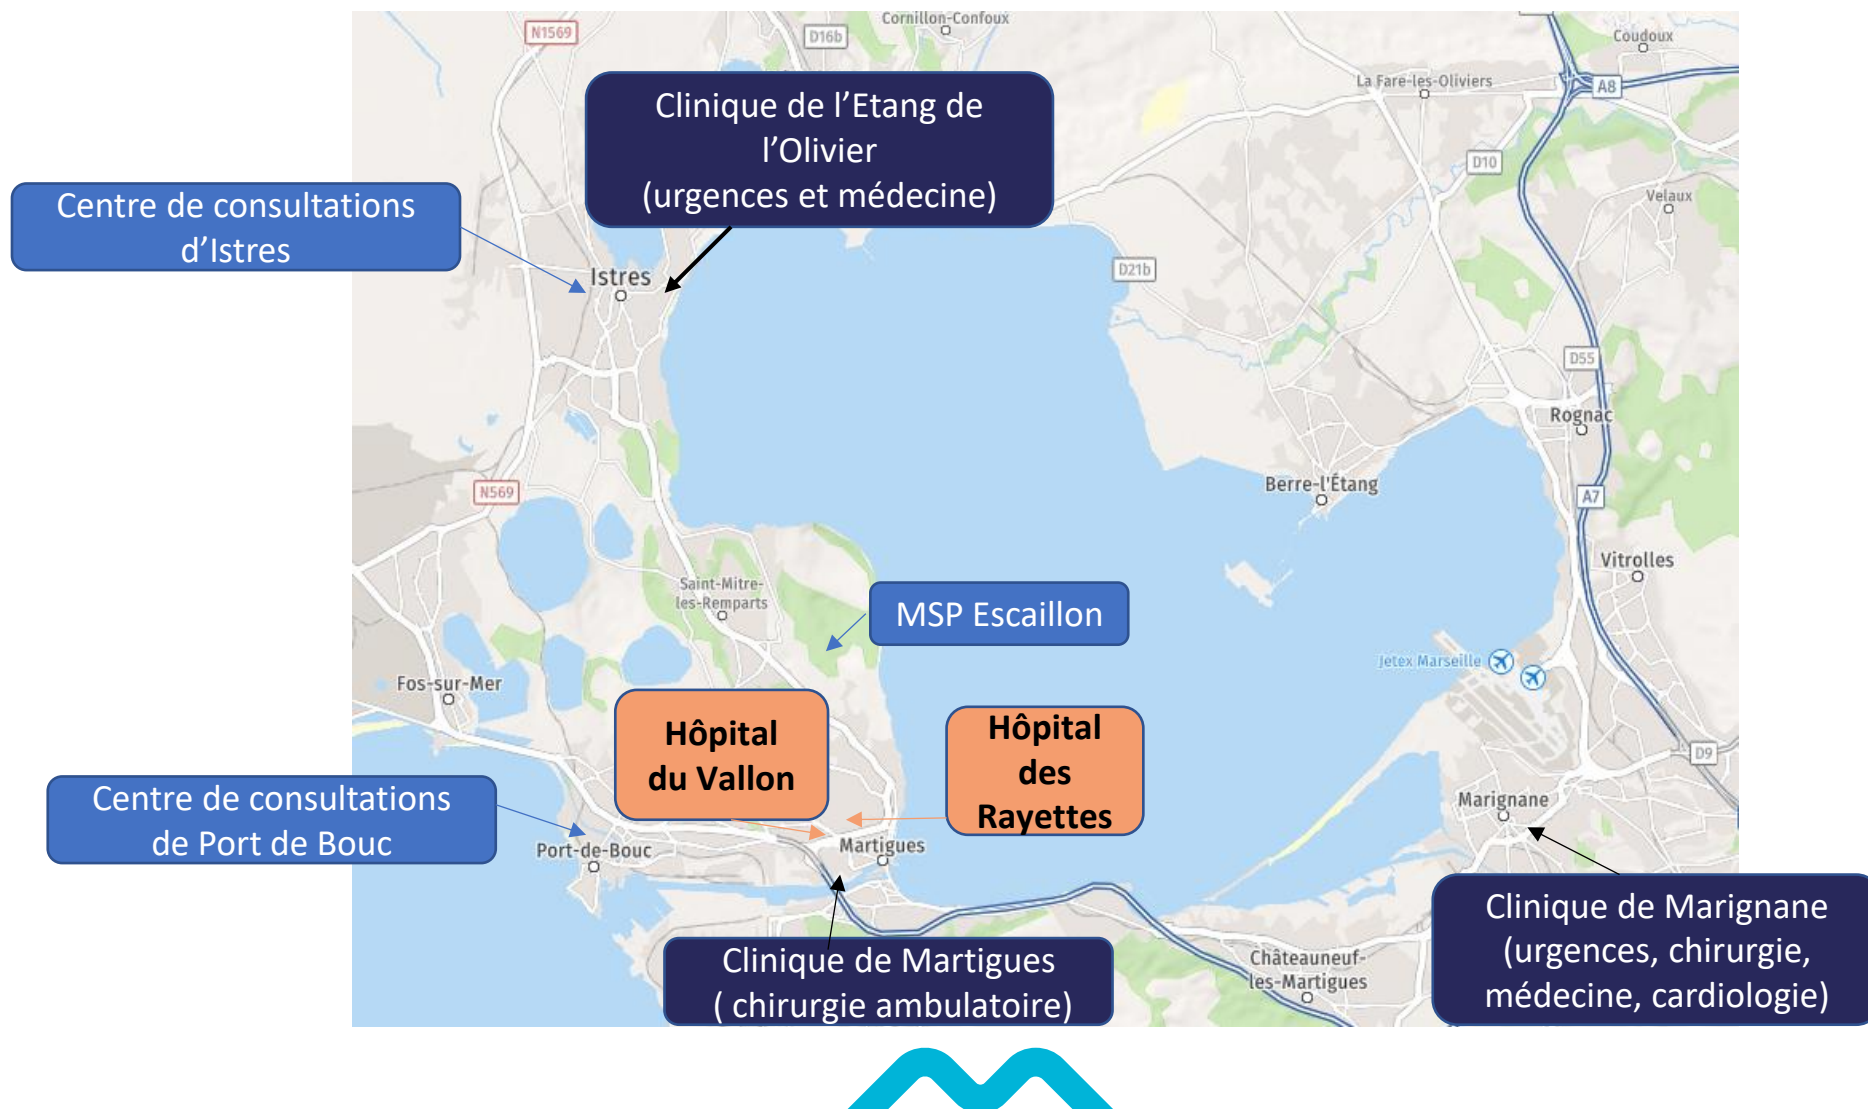 Cornillon-Confoux
N1569
D16b
Coudoux
La Fare-les-Oliviers
A8
Clinique de l’Etang de
l’Olivier
(urgences et médecine)
D10
Velaux
Centre de consultations
d’Istres
Istres
D21b
D55
Rognac
N569
Berre-l'Étang
A7
Vitrolles
Saint-Mitre-
les-Remparts
MSP Escaillon
Jetex Marseille
Fos-sur-Mer
Hôpital
du Vallon
Hôpital
des
Rayettes
D9
Centre de consultations
de Port de Bouc
Marignane
Port-de-Bouc
Martigues
Clinique de Marignane
(urgences, chirurgie,
médecine, cardiologie)
Clinique de Martigues
( chirurgie ambulatoire)
Châteauneuf-
les-Martigues